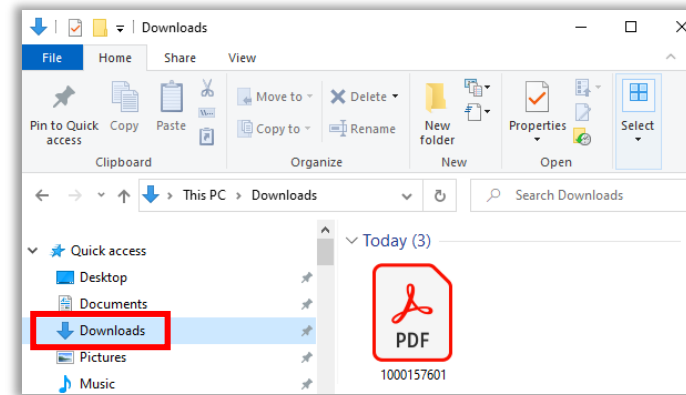 Downloads
File Home Share View
Pin to Quick access Copy Paste
Move to Copy to Delete Rename
New folder
Properties
Select
Clipboard Organize New Open
This PC > Downloads
Search Downloads
Quick access
Desktop
Documents
Downloads
Pictures
Music
Today (3)
PDF
1000157601